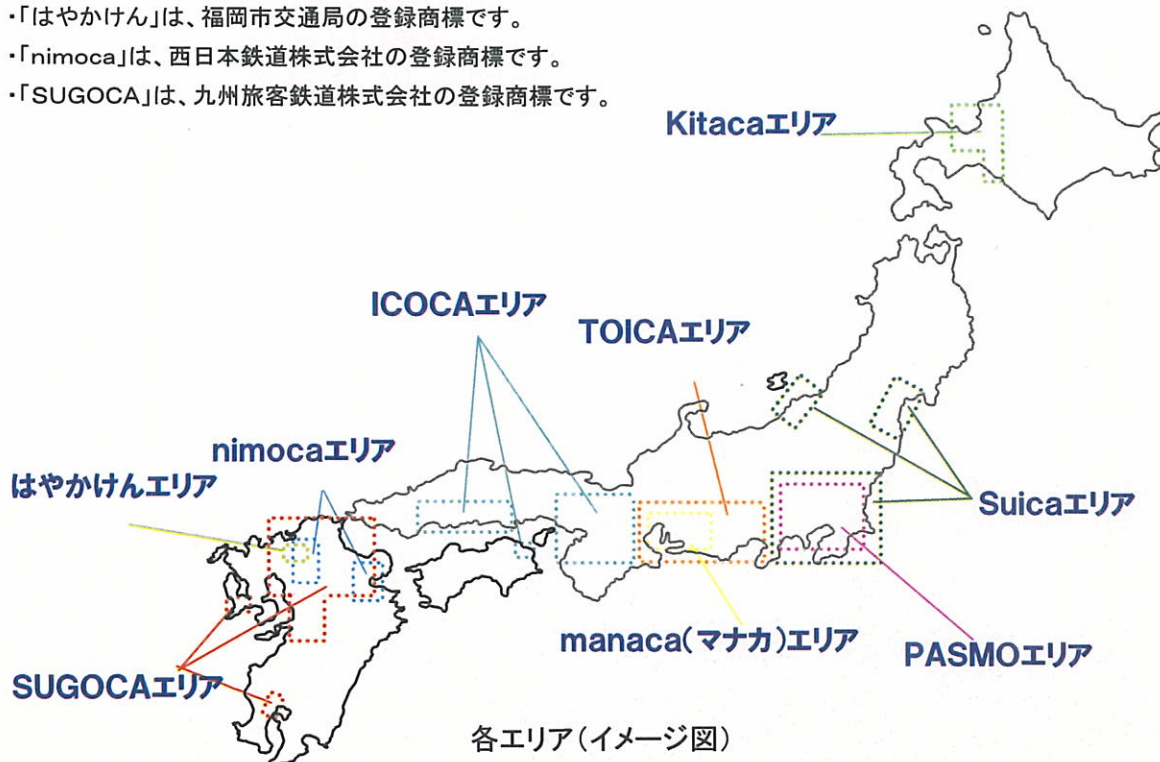 ・「はやかけん」は、福岡市交通局の登録商標です。
・「nimoca」は、西日本鉄道株式会社の登録商標です。
・「SUGOCA」は、九州旅客鉄道株式会社の登録商標です。
Kitacaエリア
ICOCAエリア
TOICAエリア
nimocaエリア
はやかけんエリア
Suicaエリア
manaca(マナカ)エリア
PASMOエリア
SUGOCAエリア
各エリア(イメージ図)